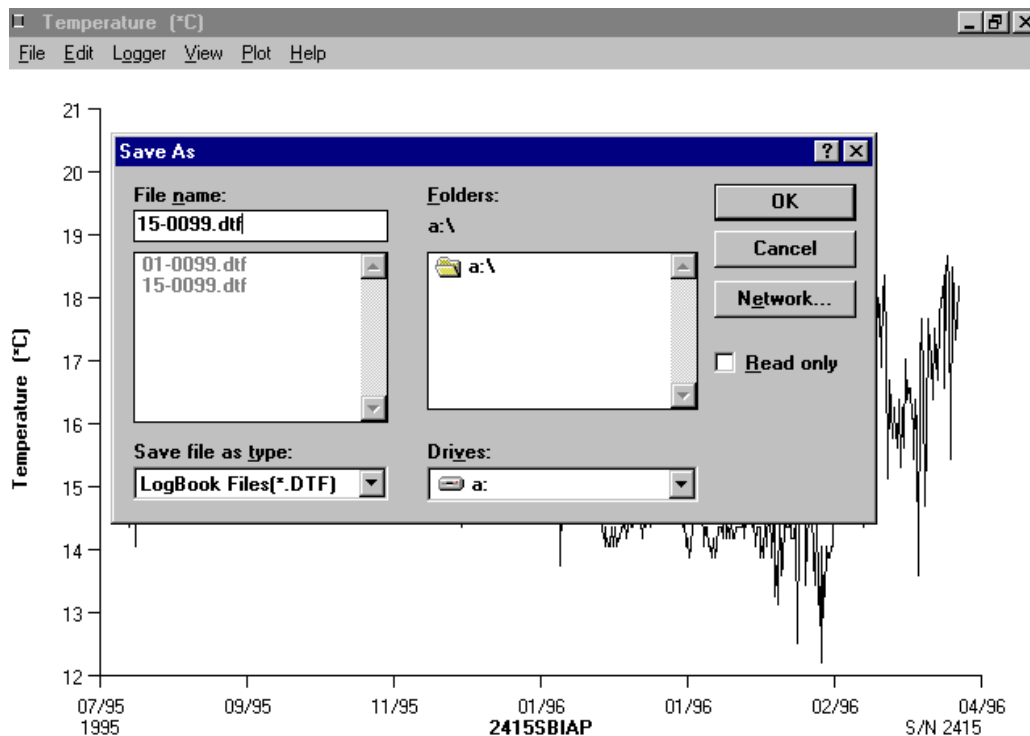 Temperature (*C)
File Edit Logger View Plot Help
21
20
19
18
17
16
15
14
13
12
Temperature (*C)
Save As
File name:
15-0099.dtf
01-0099.dtf
15-0099.dtf
Save file as type:
LogBook Files(*.DTF)
Folders:
a:\
a:\
Drives:
a:
OK
Cancel
Network...
Read only
07/95 09/95 11/95 01/96 01/96 02/96 04/96
1995 2415SBIAP S/N 2415